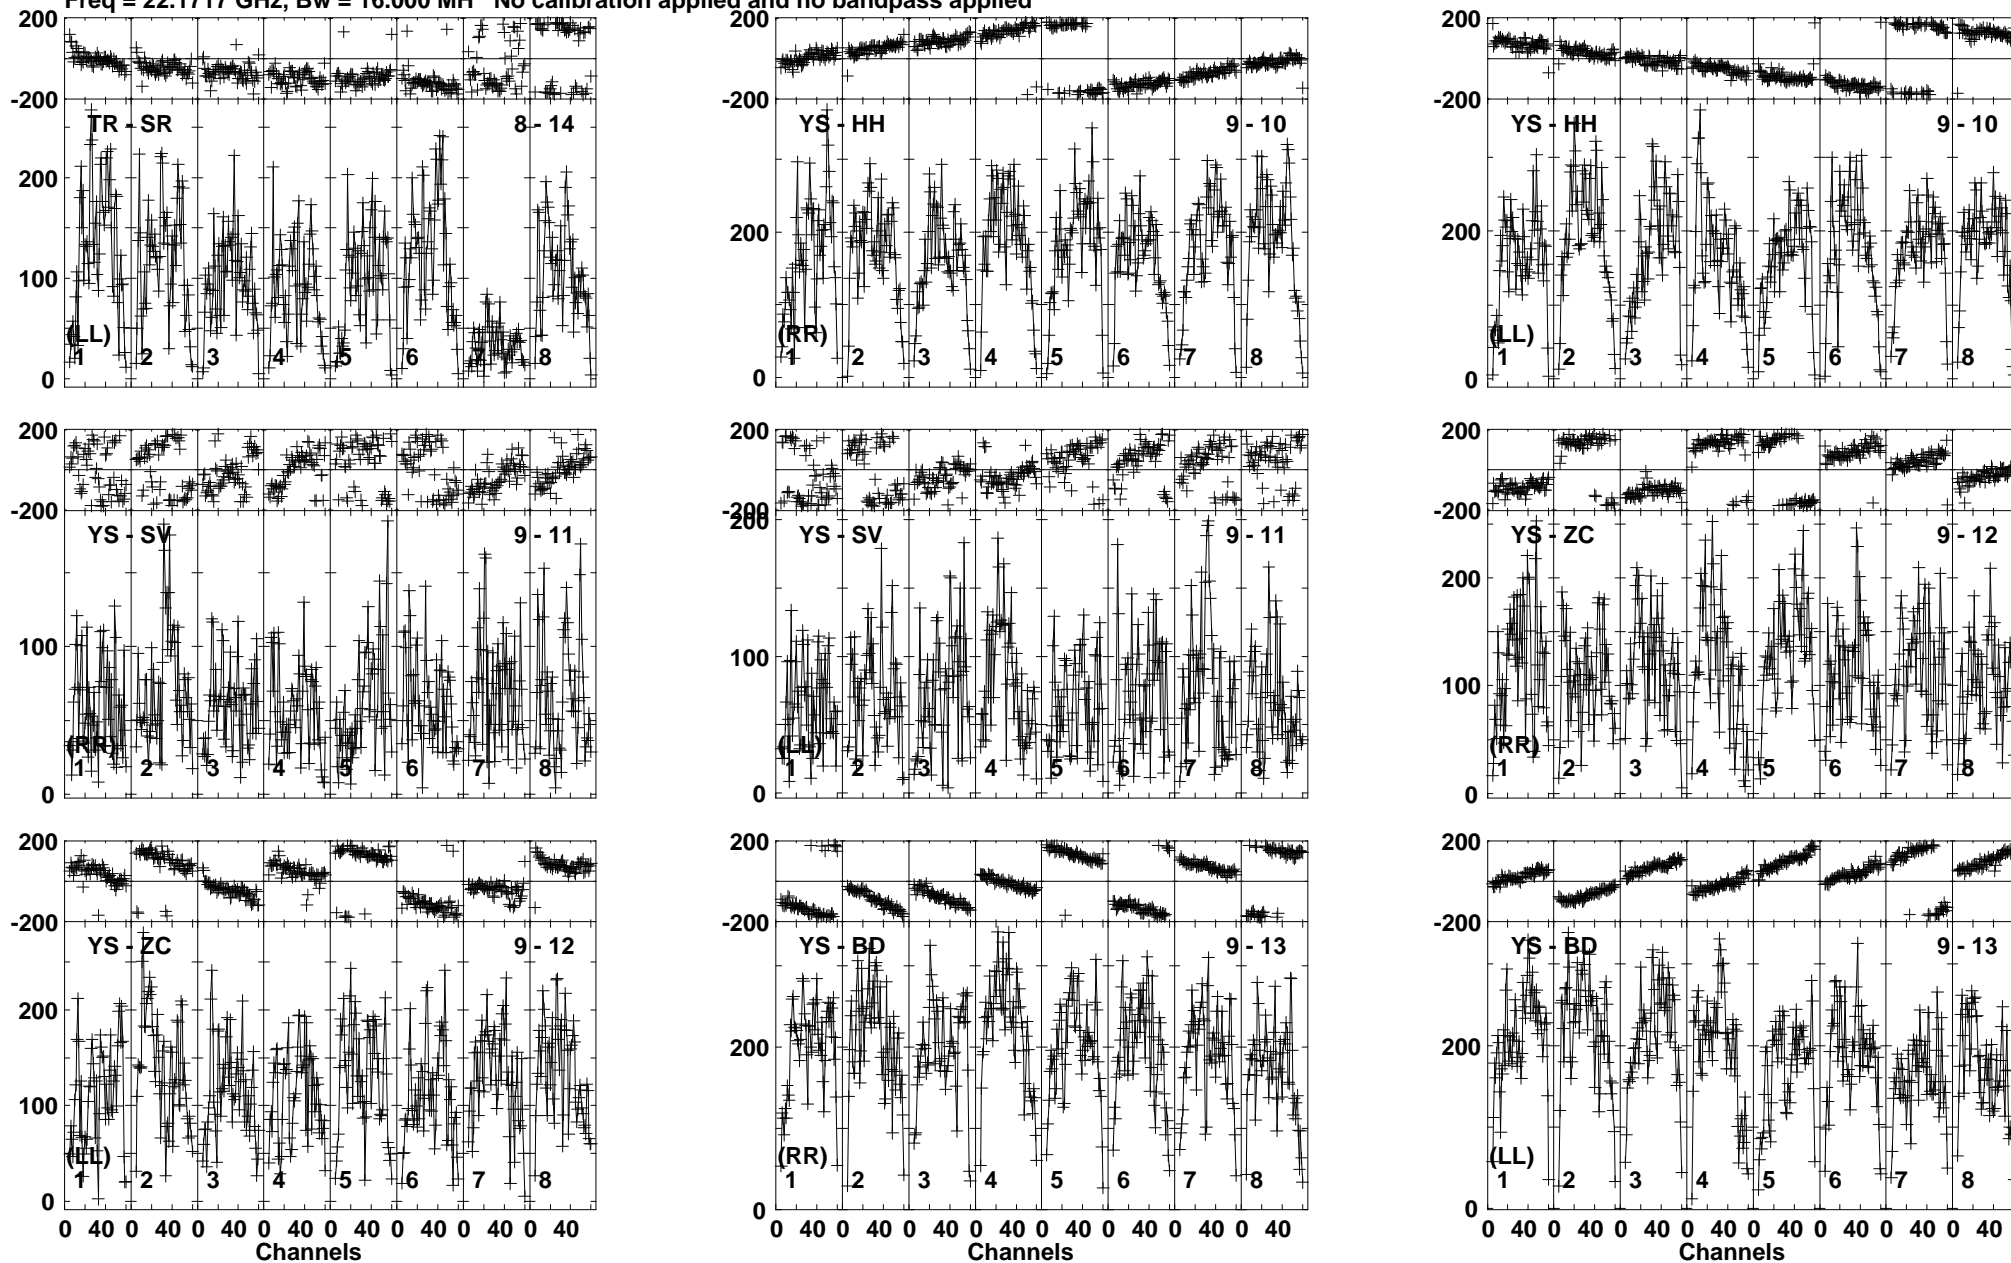 Freq = 22.1717 GHz, Bw = 16.000 MH No calibration applied and no bandpass applied
200 200 200
-200 -200 -200
TR - SR 8 - 14 YS - HH 9 - 10 YS - HH 9 - 10
200
200 200
100
(LL) (RR) (LL)
1 2 3 4 5 6 7 8 1 2 3 4 5 6 7 8 1 2 3 4 5 6 7 8
0 0 0
200 200 200
-200 -200 -200
200
YS - SV 9 - 11 YS - SV 9 - 11 YS - ZC 9 - 12
200
100 100 100
(RR) (LL) (RR)
1 2 3 4 5 6 7 8 1 2 3 4 5 6 7 8 1 2 3 4 5 6 7 8
0 0 0
200 200 200
-200 -200 -200
YS - ZC 9 - 12 YS - BD 9 - 13 YS - BD 9 - 13
200 200 200
100
(LL) (RR) (LL)
1 2 3 4 5 6 7 8 1 2 3 4 5 6 7 8 1 2 3 4 5 6 7 8
0 0 0
0 40 0 40 0 40 0 40 0 40 0 40 0 40 0 40 0 40 0 40 0 40 0 40 0 40 0 40 0 40 0 40 0 40 0 40 0 40 0 40 0 40 0 40 0 40 0 40
Channels Channels